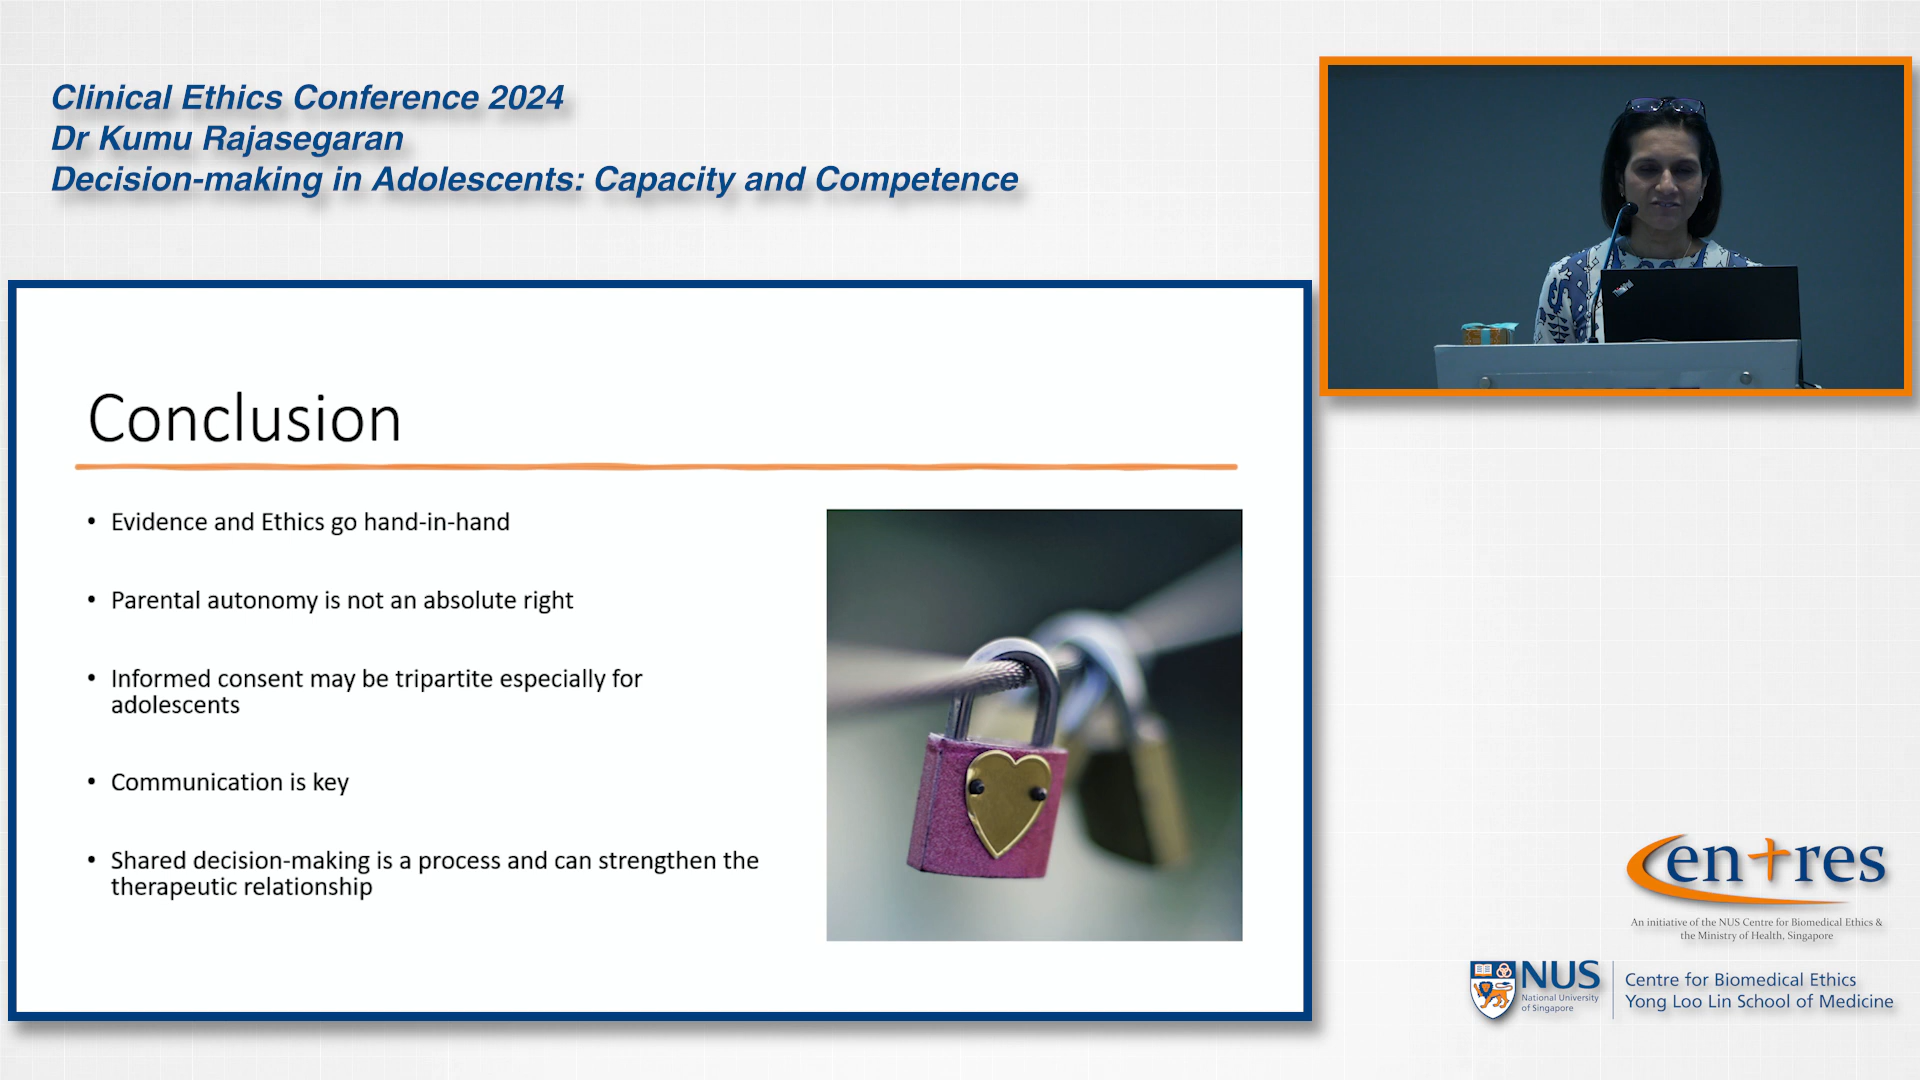 Clinical Ethics Conference 2024
Dr Kumu Rajasegaran
Decision-making in Adolescents: Capacity and Competence
Conclusion
• Evidence and Ethics go hand-in-hand
• Parental autonomy is not an absolute right
• Informed consent may be tripartite especially for
adolescents
• Communication is key
• Shared decision-making is a process and can strengthen the
therapeutic relationship
ThinkPad
Centres
An initiative of the NUS Centre for Biomedical Ethics &
the Ministry of Health, Singapore
NUS
National University
of Singapore
Centre for Biomedical Ethics
Yong Loo Lin School of Medicine